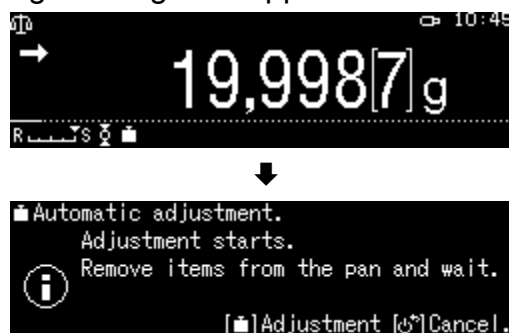 10:45
19,998[7]g
R S
Automatic adjustment.
Adjustment starts.
Remove items from the pan and wait.
[ ]Adjustment [ ]Cancel.